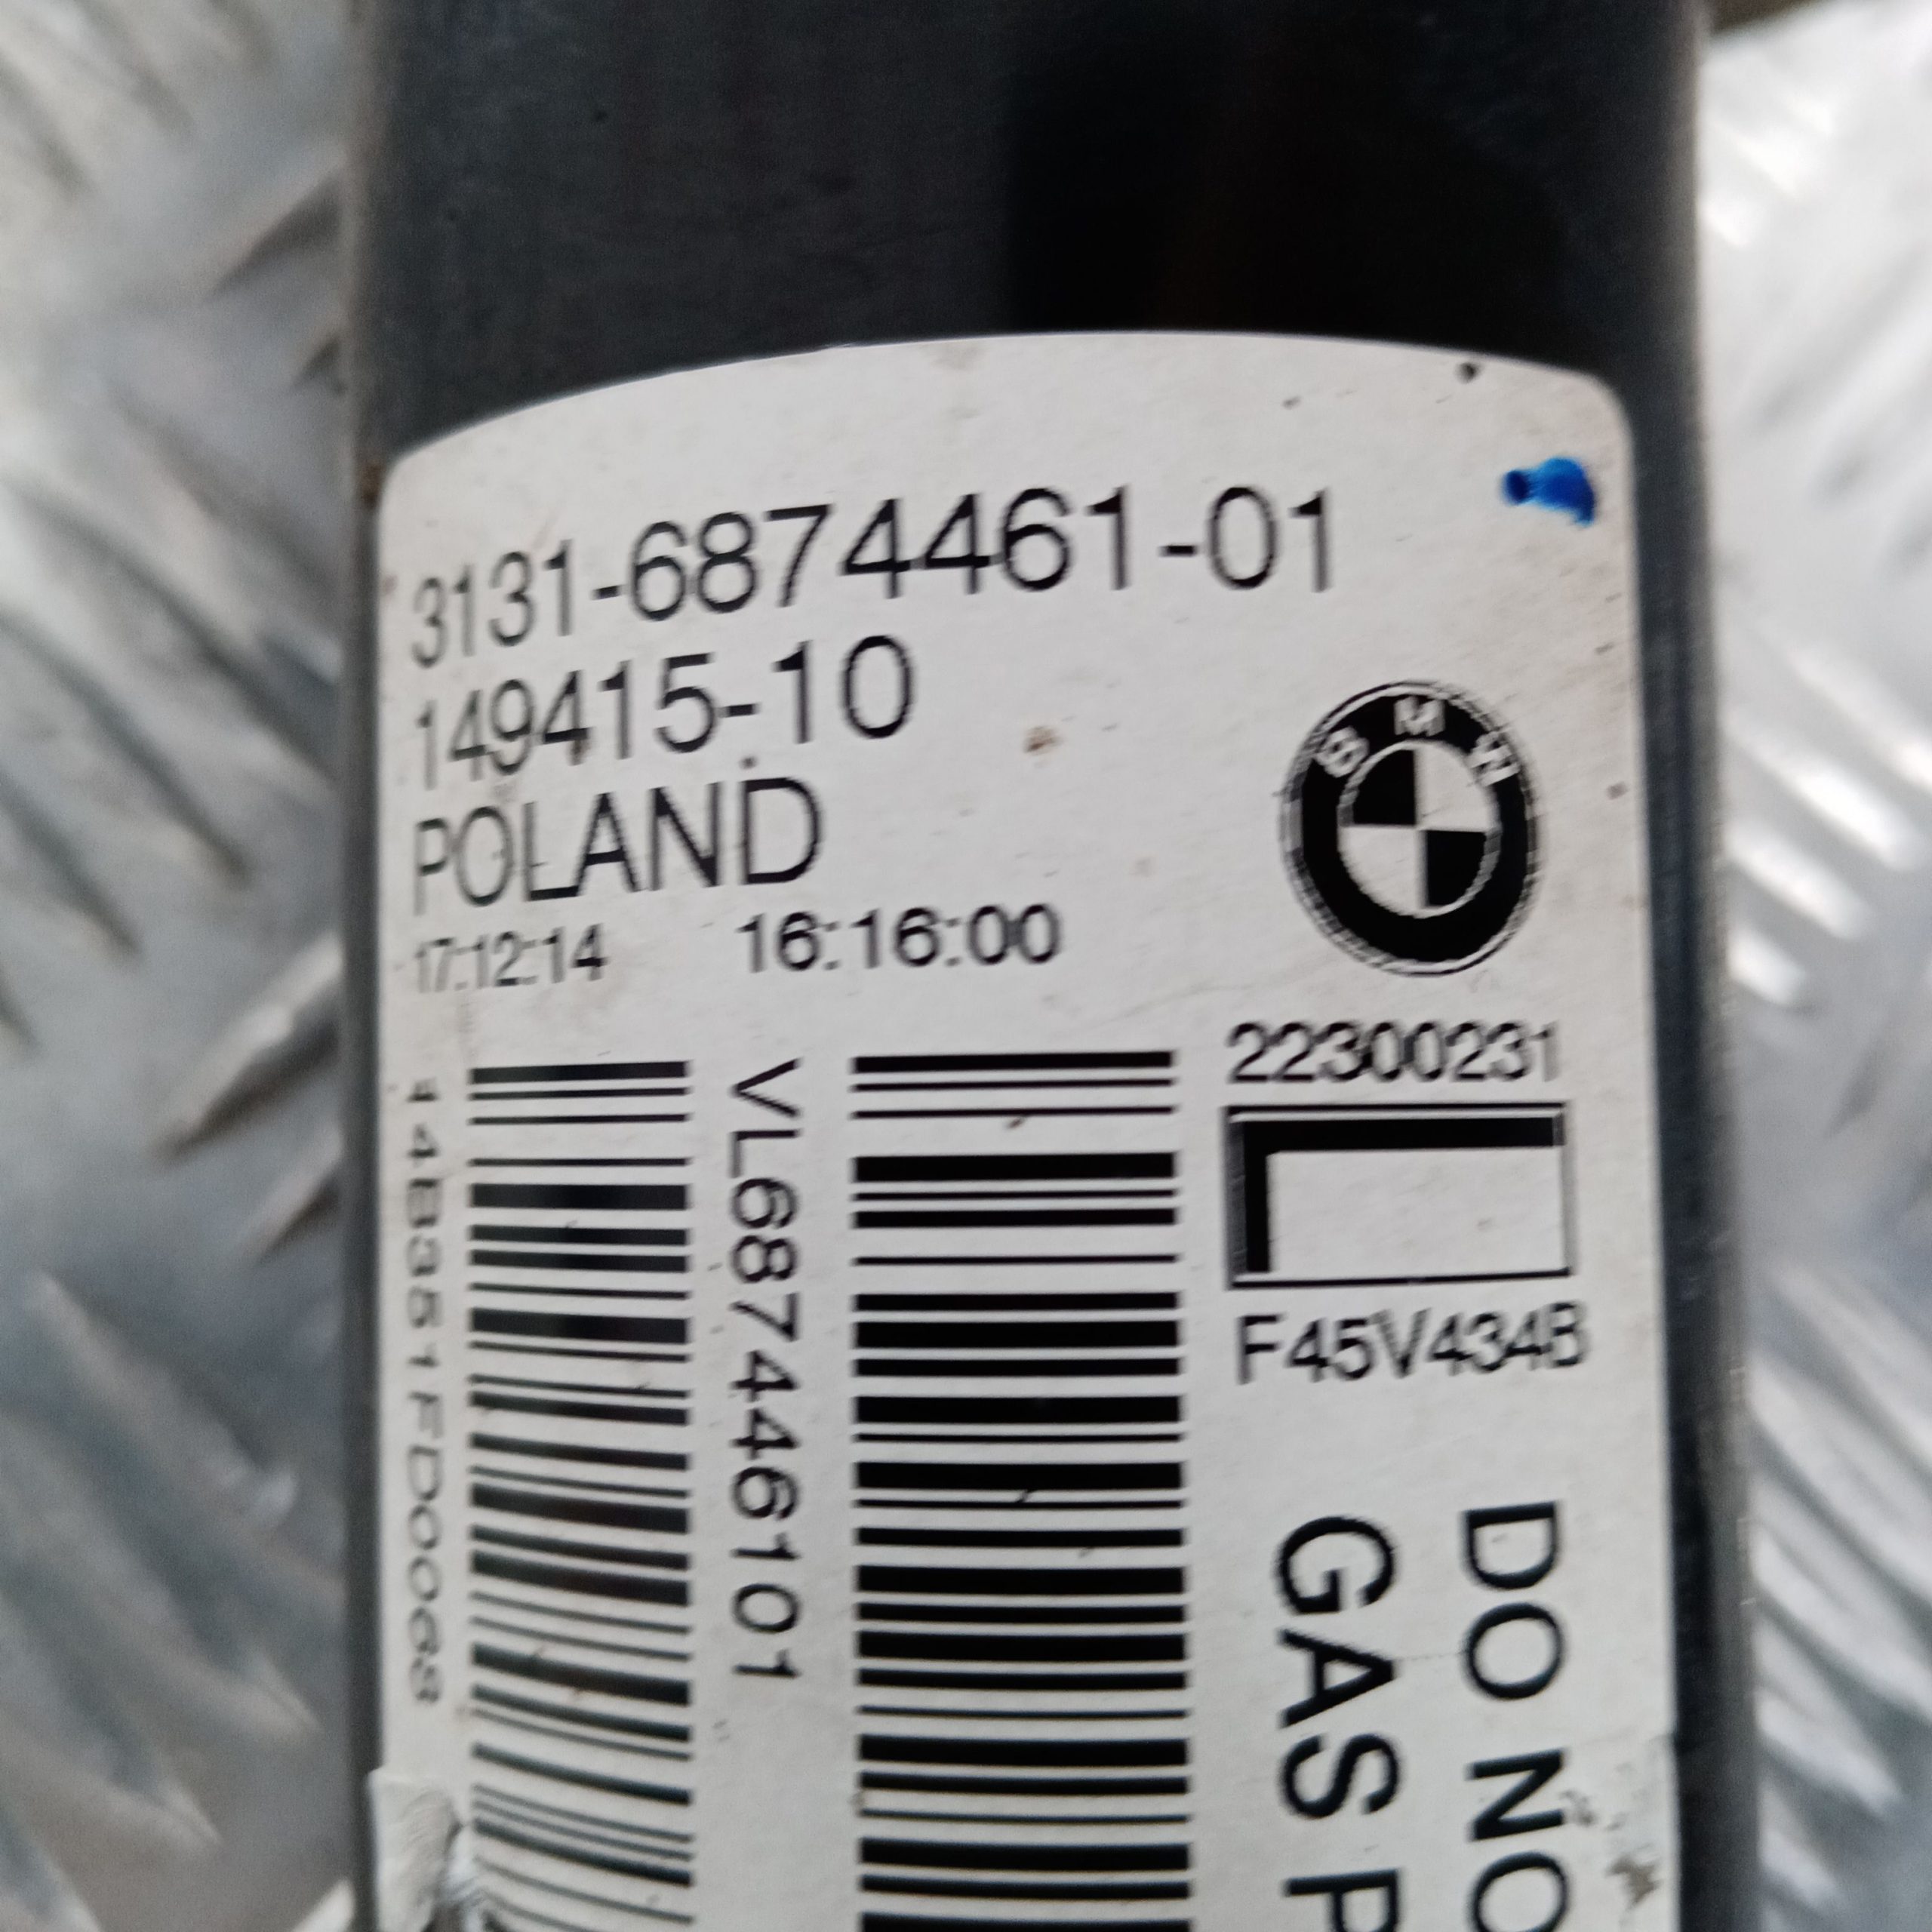 3131-6874461-01
149415-10
POLAND
17:12:14 16:16:00
BMW
22300231
L
F45V434B
14B351FD0068
VL687446101
DO NO
GAS P